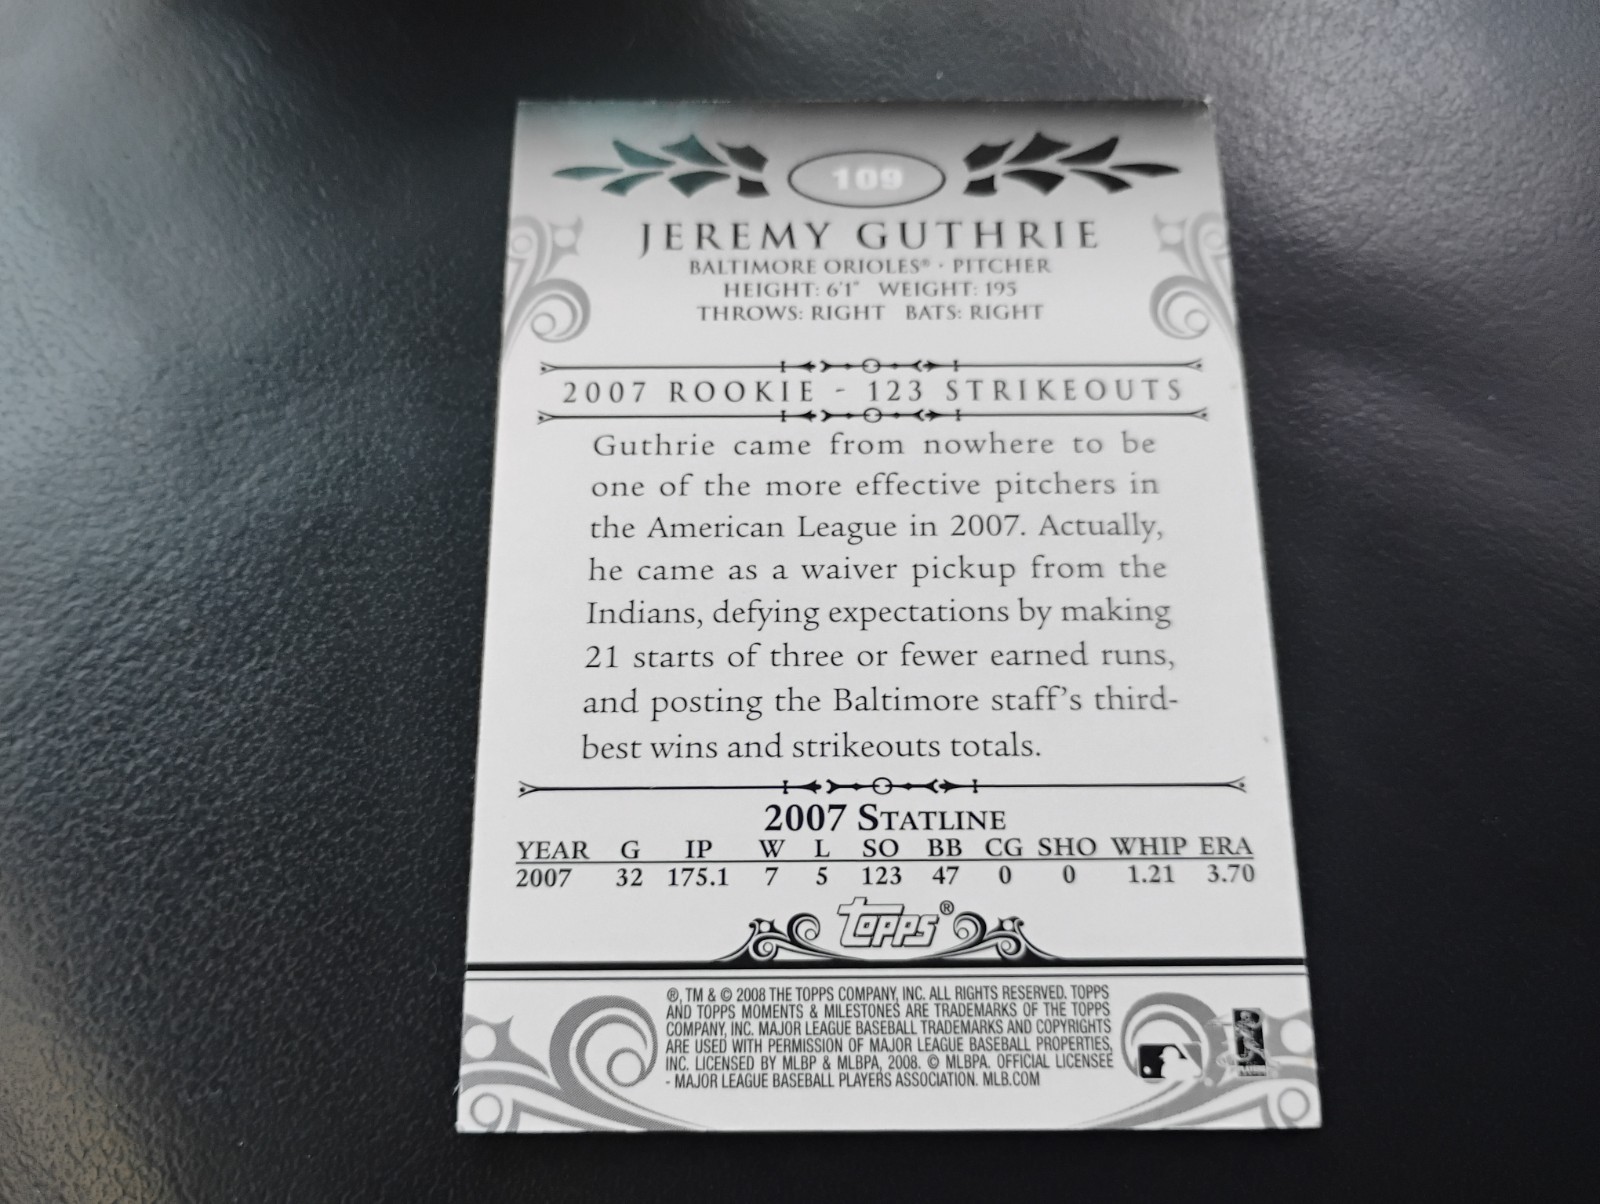 109
JEREMY GUTHRIE
BALTIMORE ORIOLES® · PITCHER
HEIGHT: 6'1" WEIGHT: 195
THROWS: RIGHT BATS: RIGHT
2007 ROOKIE - 123 STRIKEOUTS
Guthrie came from nowhere to be
one of the more effective pitchers in
the American League in 2007. Actually,
he came as a waiver pickup from the
Indians, defying expectations by making
21 starts of three or fewer earned runs,
and posting the Baltimore staff's third-
best wins and strikeouts totals.
2007 STATLINE
YEAR G IP W L SO BB CG SHO WHIP ERA
2007 32 175.1 7 5 123 47 0 0 1.21 3.70
Topps®
®, TM & © 2008 THE TOPPS COMPANY, INC. ALL RIGHTS RESERVED. TOPPS
AND TOPPS MOMENTS & MILESTONES ARE TRADEMARKS OF THE TOPPS
COMPANY, INC. MAJOR LEAGUE BASEBALL TRADEMARKS AND COPYRIGHTS
ARE USED WITH PERMISSION OF MAJOR LEAGUE BASEBALL PROPERTIES,
INC. LICENSED BY MLBP & MLBPA, 2008. © MLBPA. OFFICIAL LICENSEE
- MAJOR LEAGUE BASEBALL PLAYERS ASSOCIATION. MLB.COM